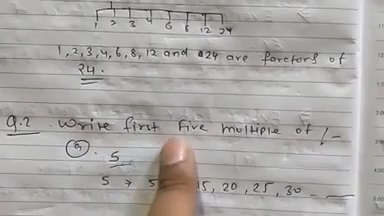 1 2 3 4 6 8 12 24
1, 2, 3, 4, 6, 8, 12 and 24 are factors of
24.
Q.2 Write first five multiple of :-
(a). 5
5 → 5 15, 20, 25, 30